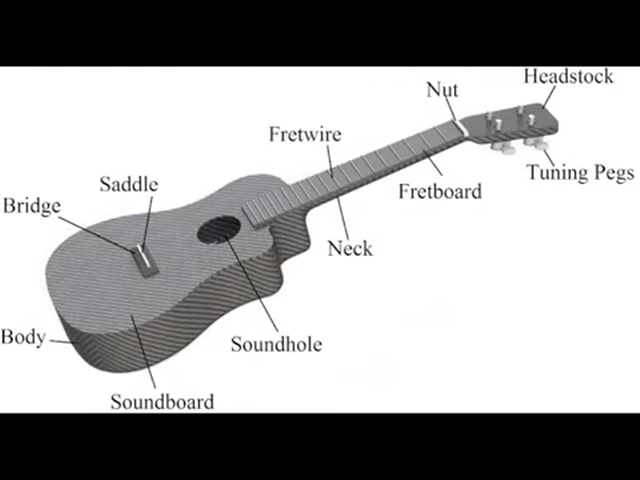 Headstock
Nut
Fretwire
Tuning Pegs
Saddle
Fretboard
Bridge
Neck
Body
Soundhole
Soundboard